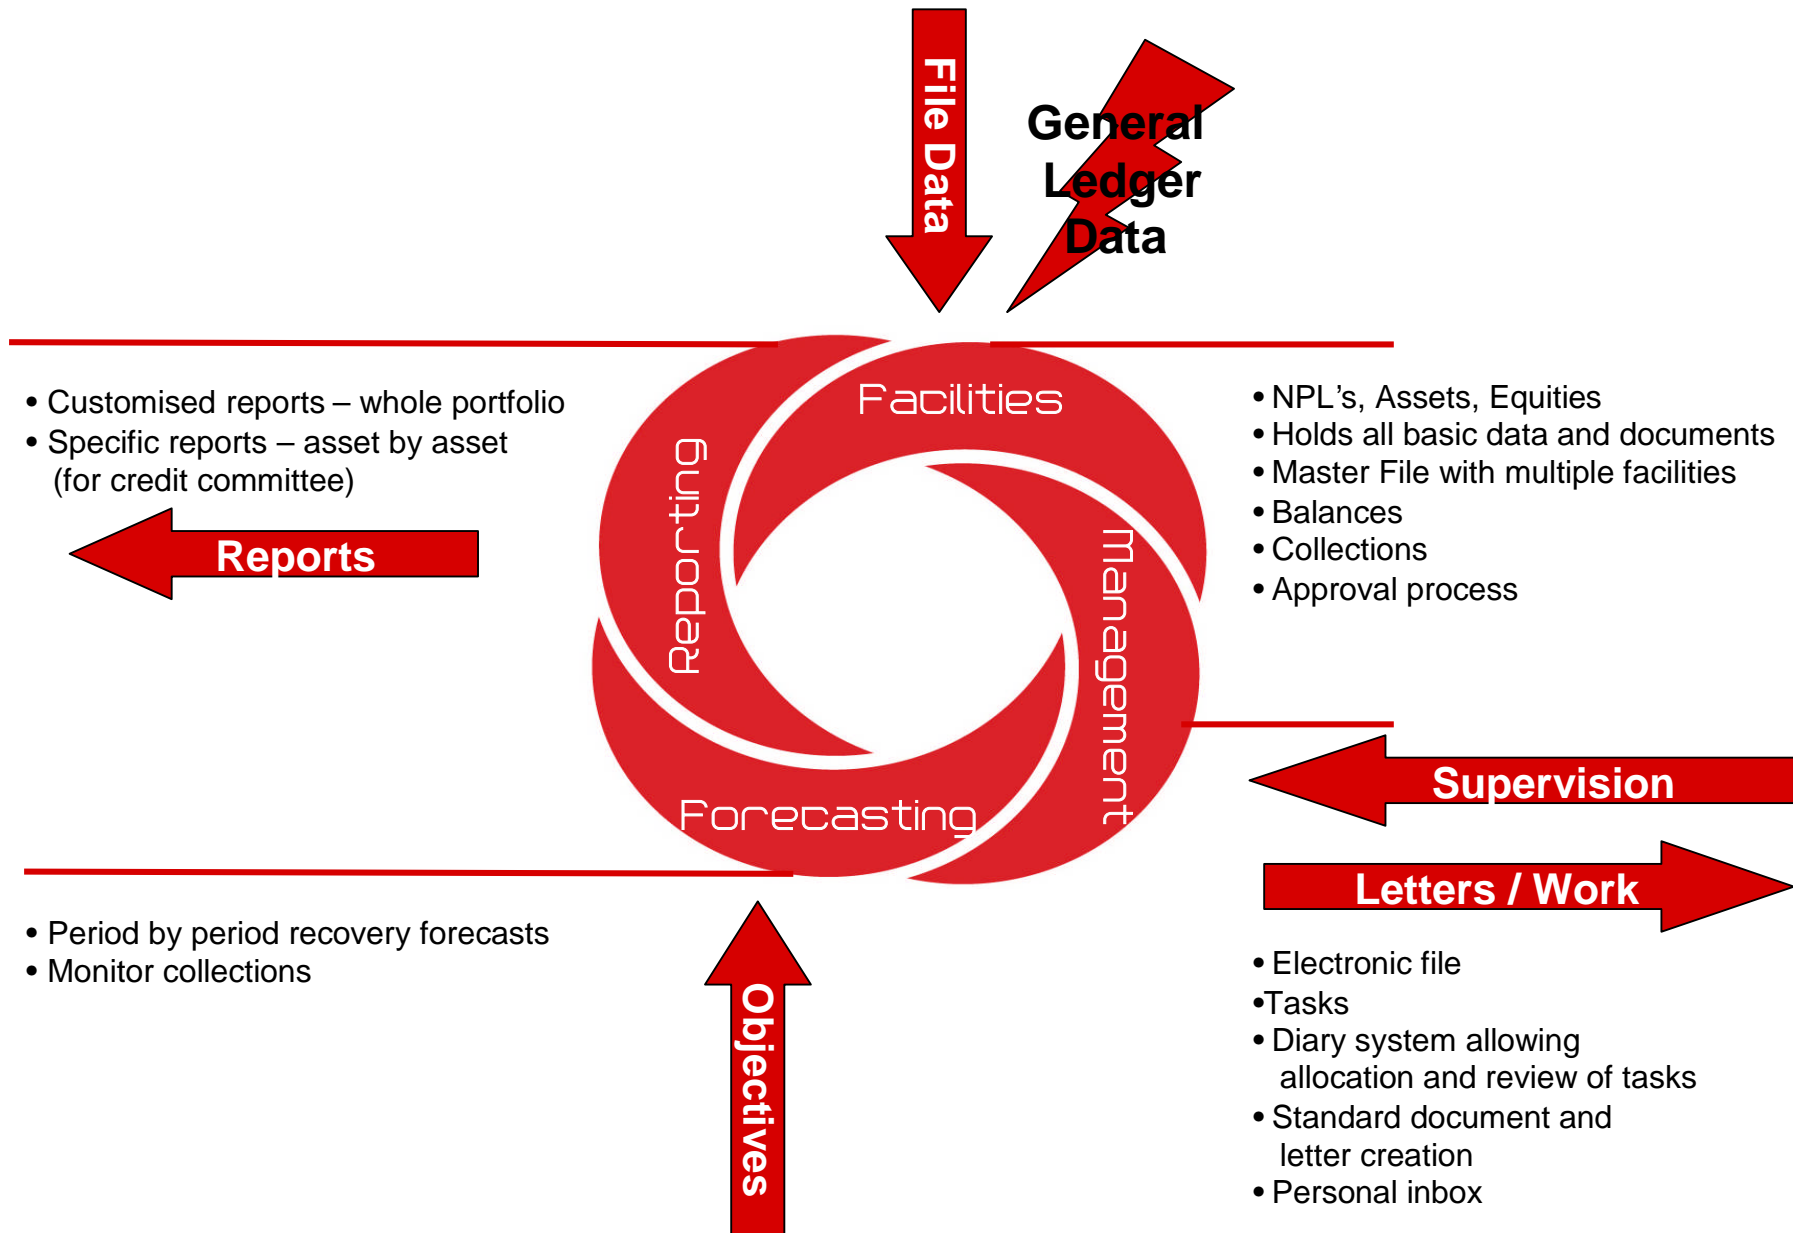 File Data
General
Ledger
Data
Facilities
Reporting
Management
Forecasting
• Customised reports – whole portfolio
• Specific reports – asset by asset
(for credit committee)
Reports
• NPL's, Assets, Equities
• Holds all basic data and documents
• Master File with multiple facilities
• Balances
• Collections
• Approval process
Supervision
Letters / Work
• Period by period recovery forecasts
• Monitor collections
Objectives
• Electronic file
•Tasks
• Diary system allowing
allocation and review of tasks
• Standard document and
letter creation
• Personal inbox